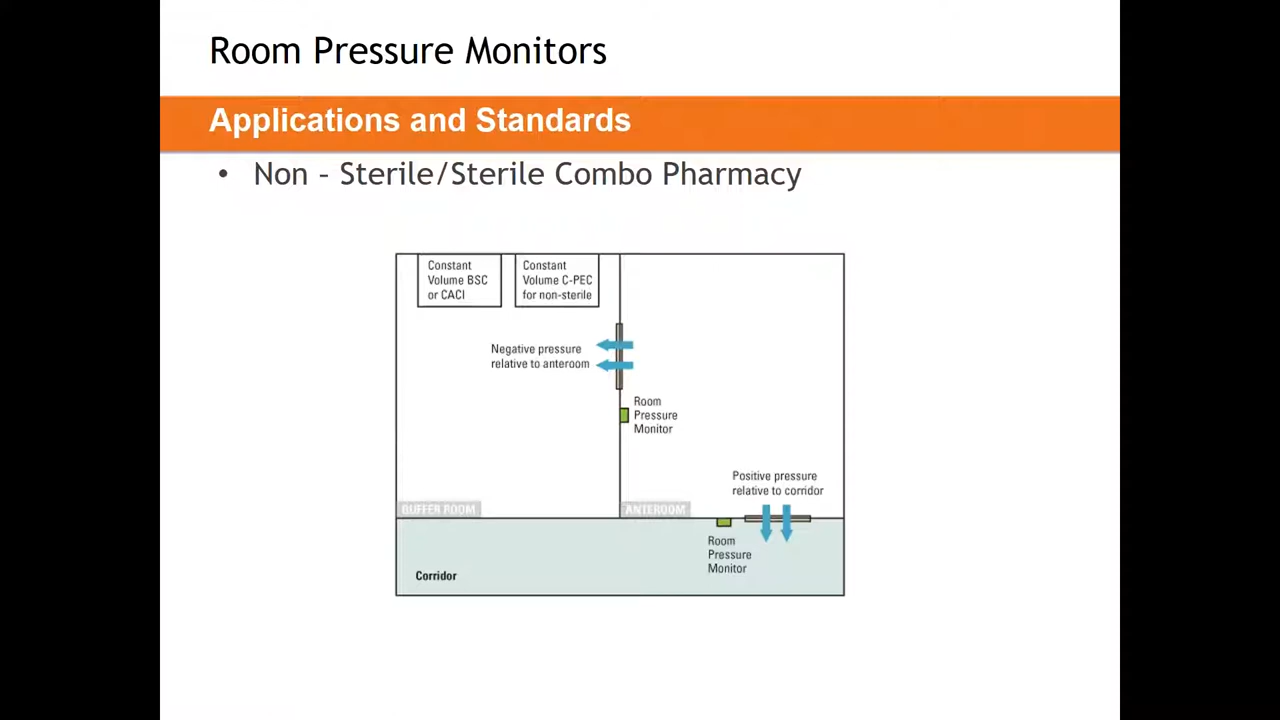 Room Pressure Monitors
Applications and Standards
• Non – Sterile/Sterile Combo Pharmacy
Constant
Volume BSC
or CACI
Constant
Volume C-PEC
for non-sterile
Negative pressure
relative to anteroom
Room
Pressure
Monitor
Positive pressure
relative to corridor
BUFFER ROOM
ANTEROOM
Room
Pressure
Monitor
Corridor